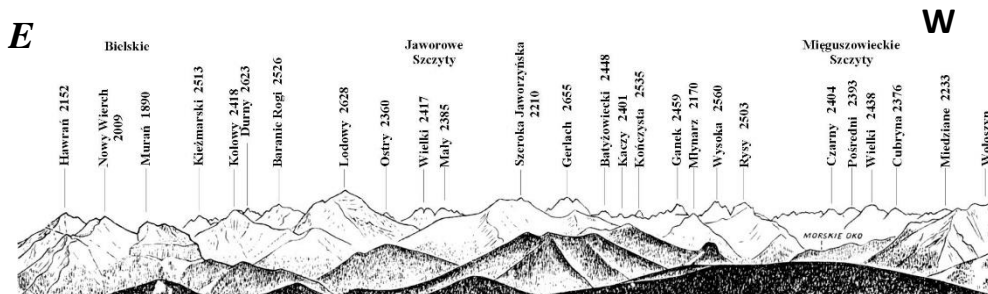 E
W
Bielskie
Jaworowe
Szczyty
Mięguszowieckie
Szczyty
Hawrań 2152
Nowy Wierch
2009
Murań 1890
Kieżmarski 2513
Kołowy 2418
Durny 2623
Baranic Rogi 2526
Lodowy 2628
Ostry 2360
Wielki 2417
Mały 2385
Szeroka Jaworzyńska
2210
Gerlach 2655
Batyżowiecki 2448
Kaczy 2401
Kończysta 2535
Ganek 2459
Młynarz 2170
Wysoka 2560
Rysy 2503
Czarny 2404
Pośredni 2393
Wielki 2438
Cubryna 2376
Miedziane 2233
Wołoszyn
MORSKIE OKO